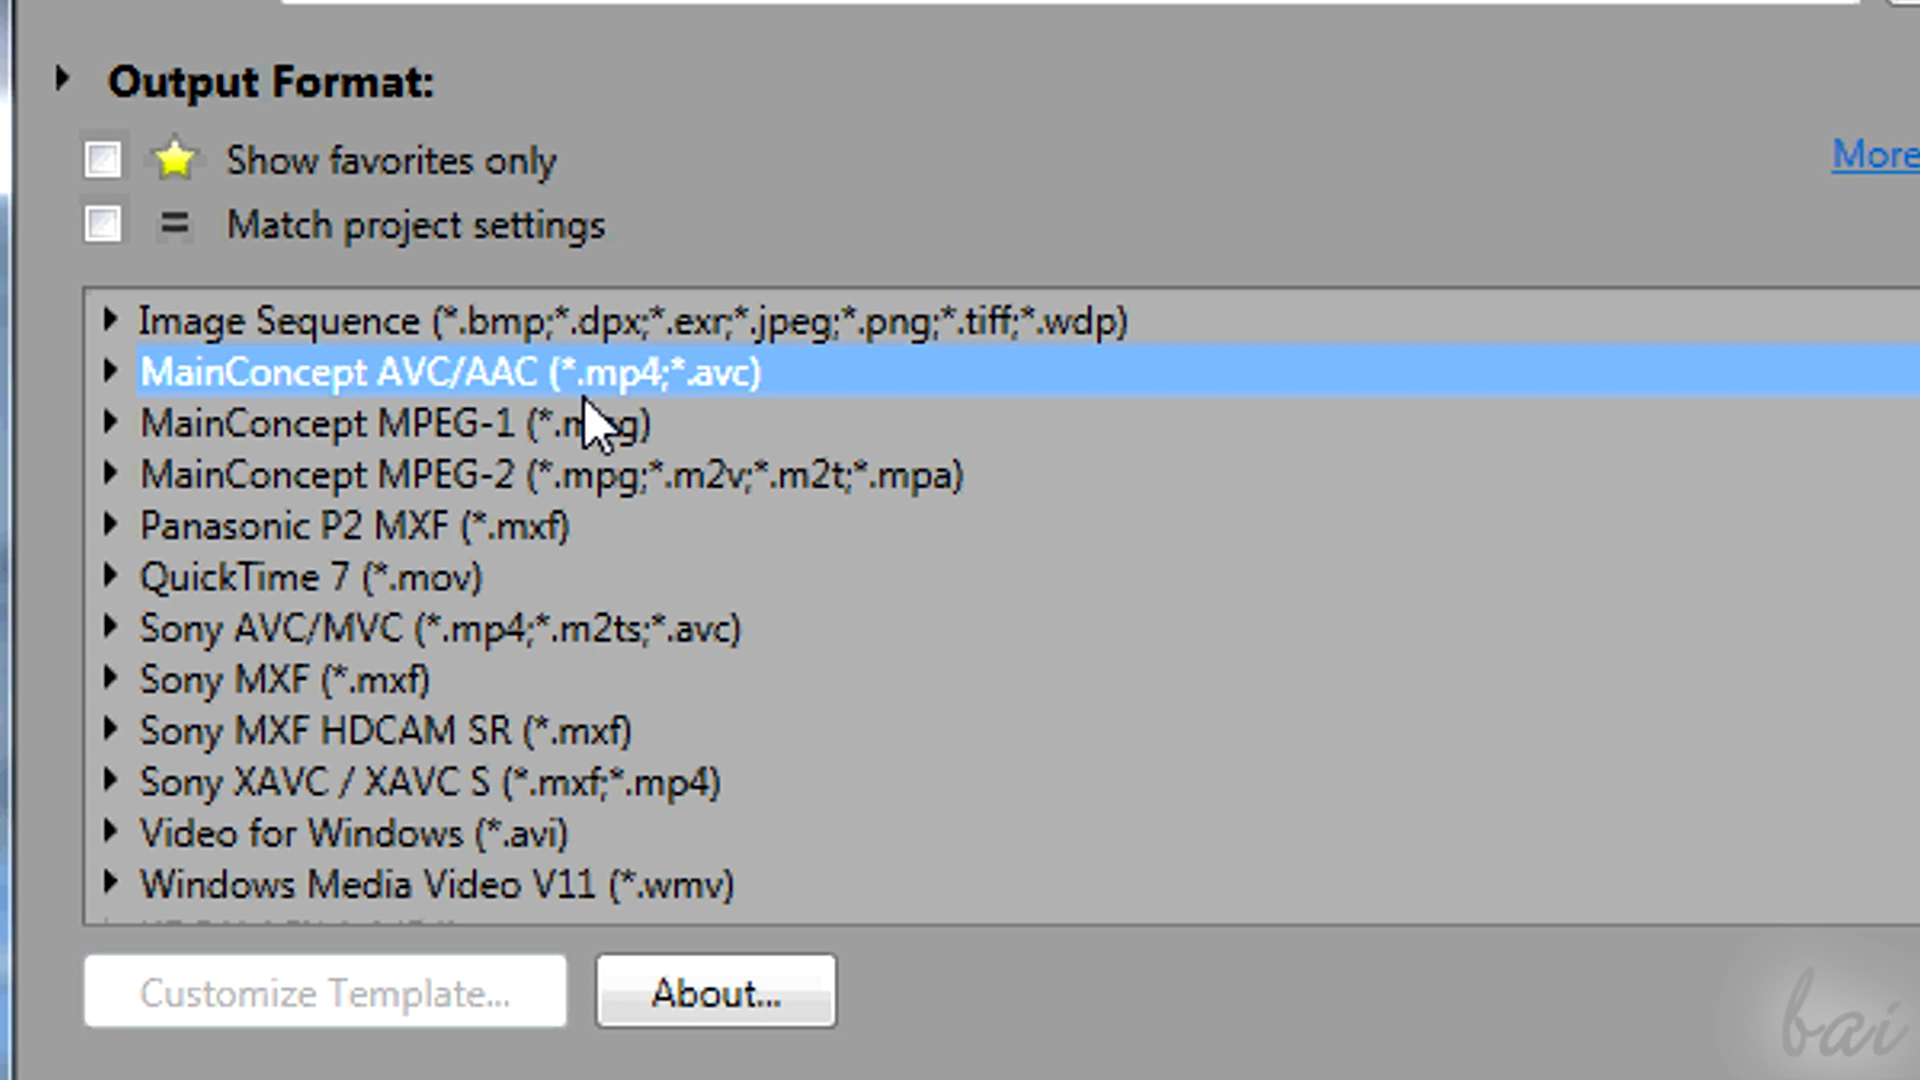 Output Format:
Show favorites only
More
= Match project settings
Image Sequence (*.bmp;*.dpx;*.exr;*.jpeg;*.png;*.tiff;*.wdp)
MainConcept AVC/AAC (*.mp4;*.avc)
MainConcept MPEG-1
MainConcept MPEG-2 (*.mpg;*.m2v;*.m2t;*.mpa)
Panasonic P2 MXF (*.mxf)
QuickTime 7 (*.mov)
Sony AVC/MVC (*.mp4;*.m2ts;*.avc)
Sony MXF (*.mxf)
Sony MXF HDCAM SR (*.mxf)
Sony XAVC / XAVC S (*.mxf;*.mp4)
Video for Windows (*.avi)
Windows Media Video V11 (*.wmv)
Customize Template...
About...
bai